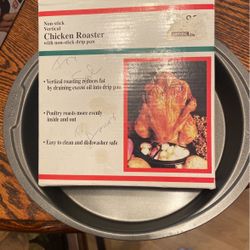 Non-stick
Vertical
Chicken Roaster
with non-stick drip pan
• Vertical roasting reduces fat
by draining excess oil into drip pan
• Poultry roasts more evenly
inside and out
• Easy to clean and dishwasher safe